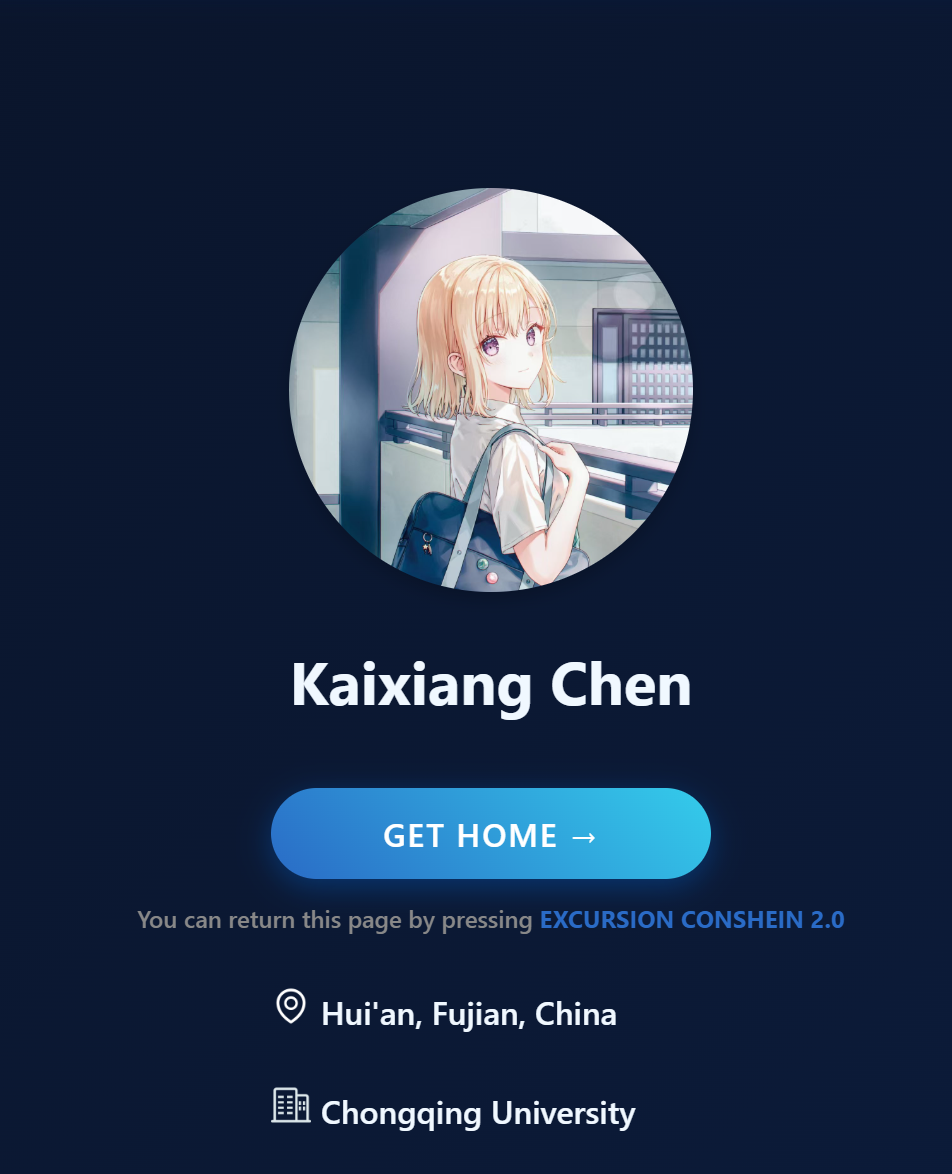 Kaixiang Chen
GET HOME →
You can return this page by pressing EXCURSION CONSHEIN 2.0
Hui'an, Fujian, China
Chongqing University